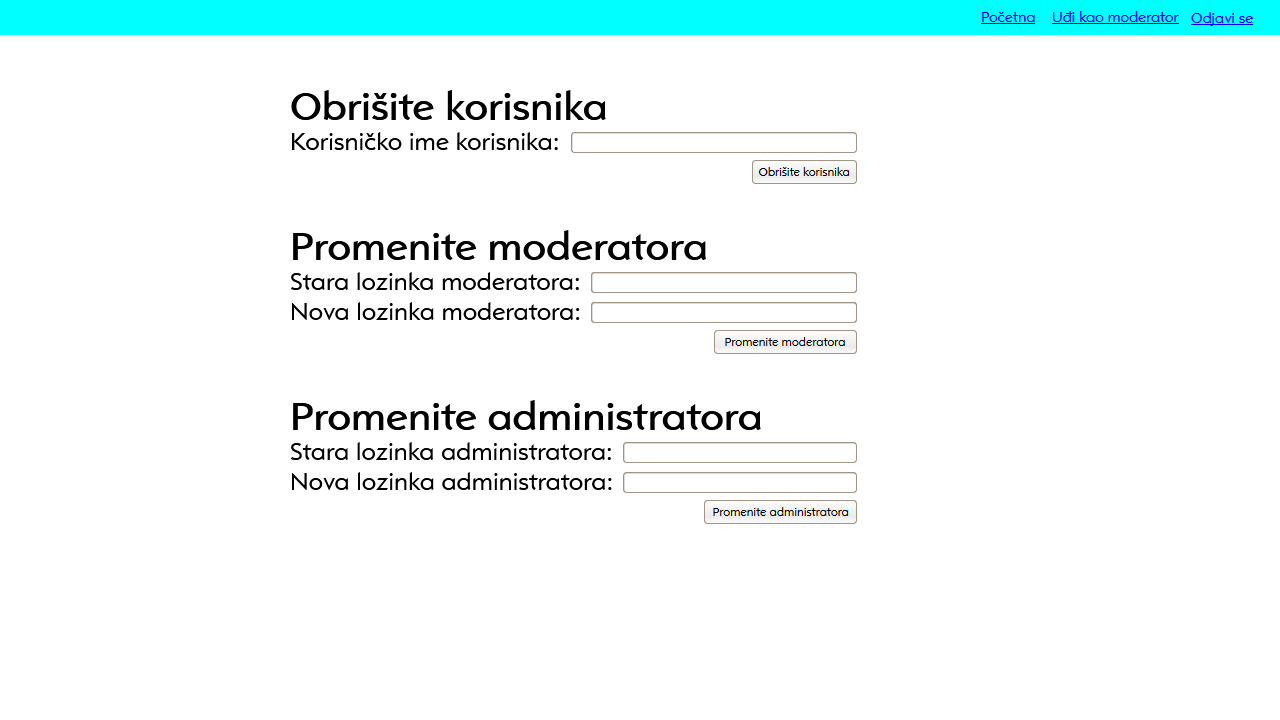 Početna Uđi kao moderator Odjavi se
Obrišite korisnika
Korisničko ime korisnika:
Obrišite korisnika
Promenite moderatora
Stara lozinka moderatora:
Nova lozinka moderatora:
Promenite moderatora
Promenite administratora
Stara lozinka administratora:
Nova lozinka administratora:
Promenite administratora